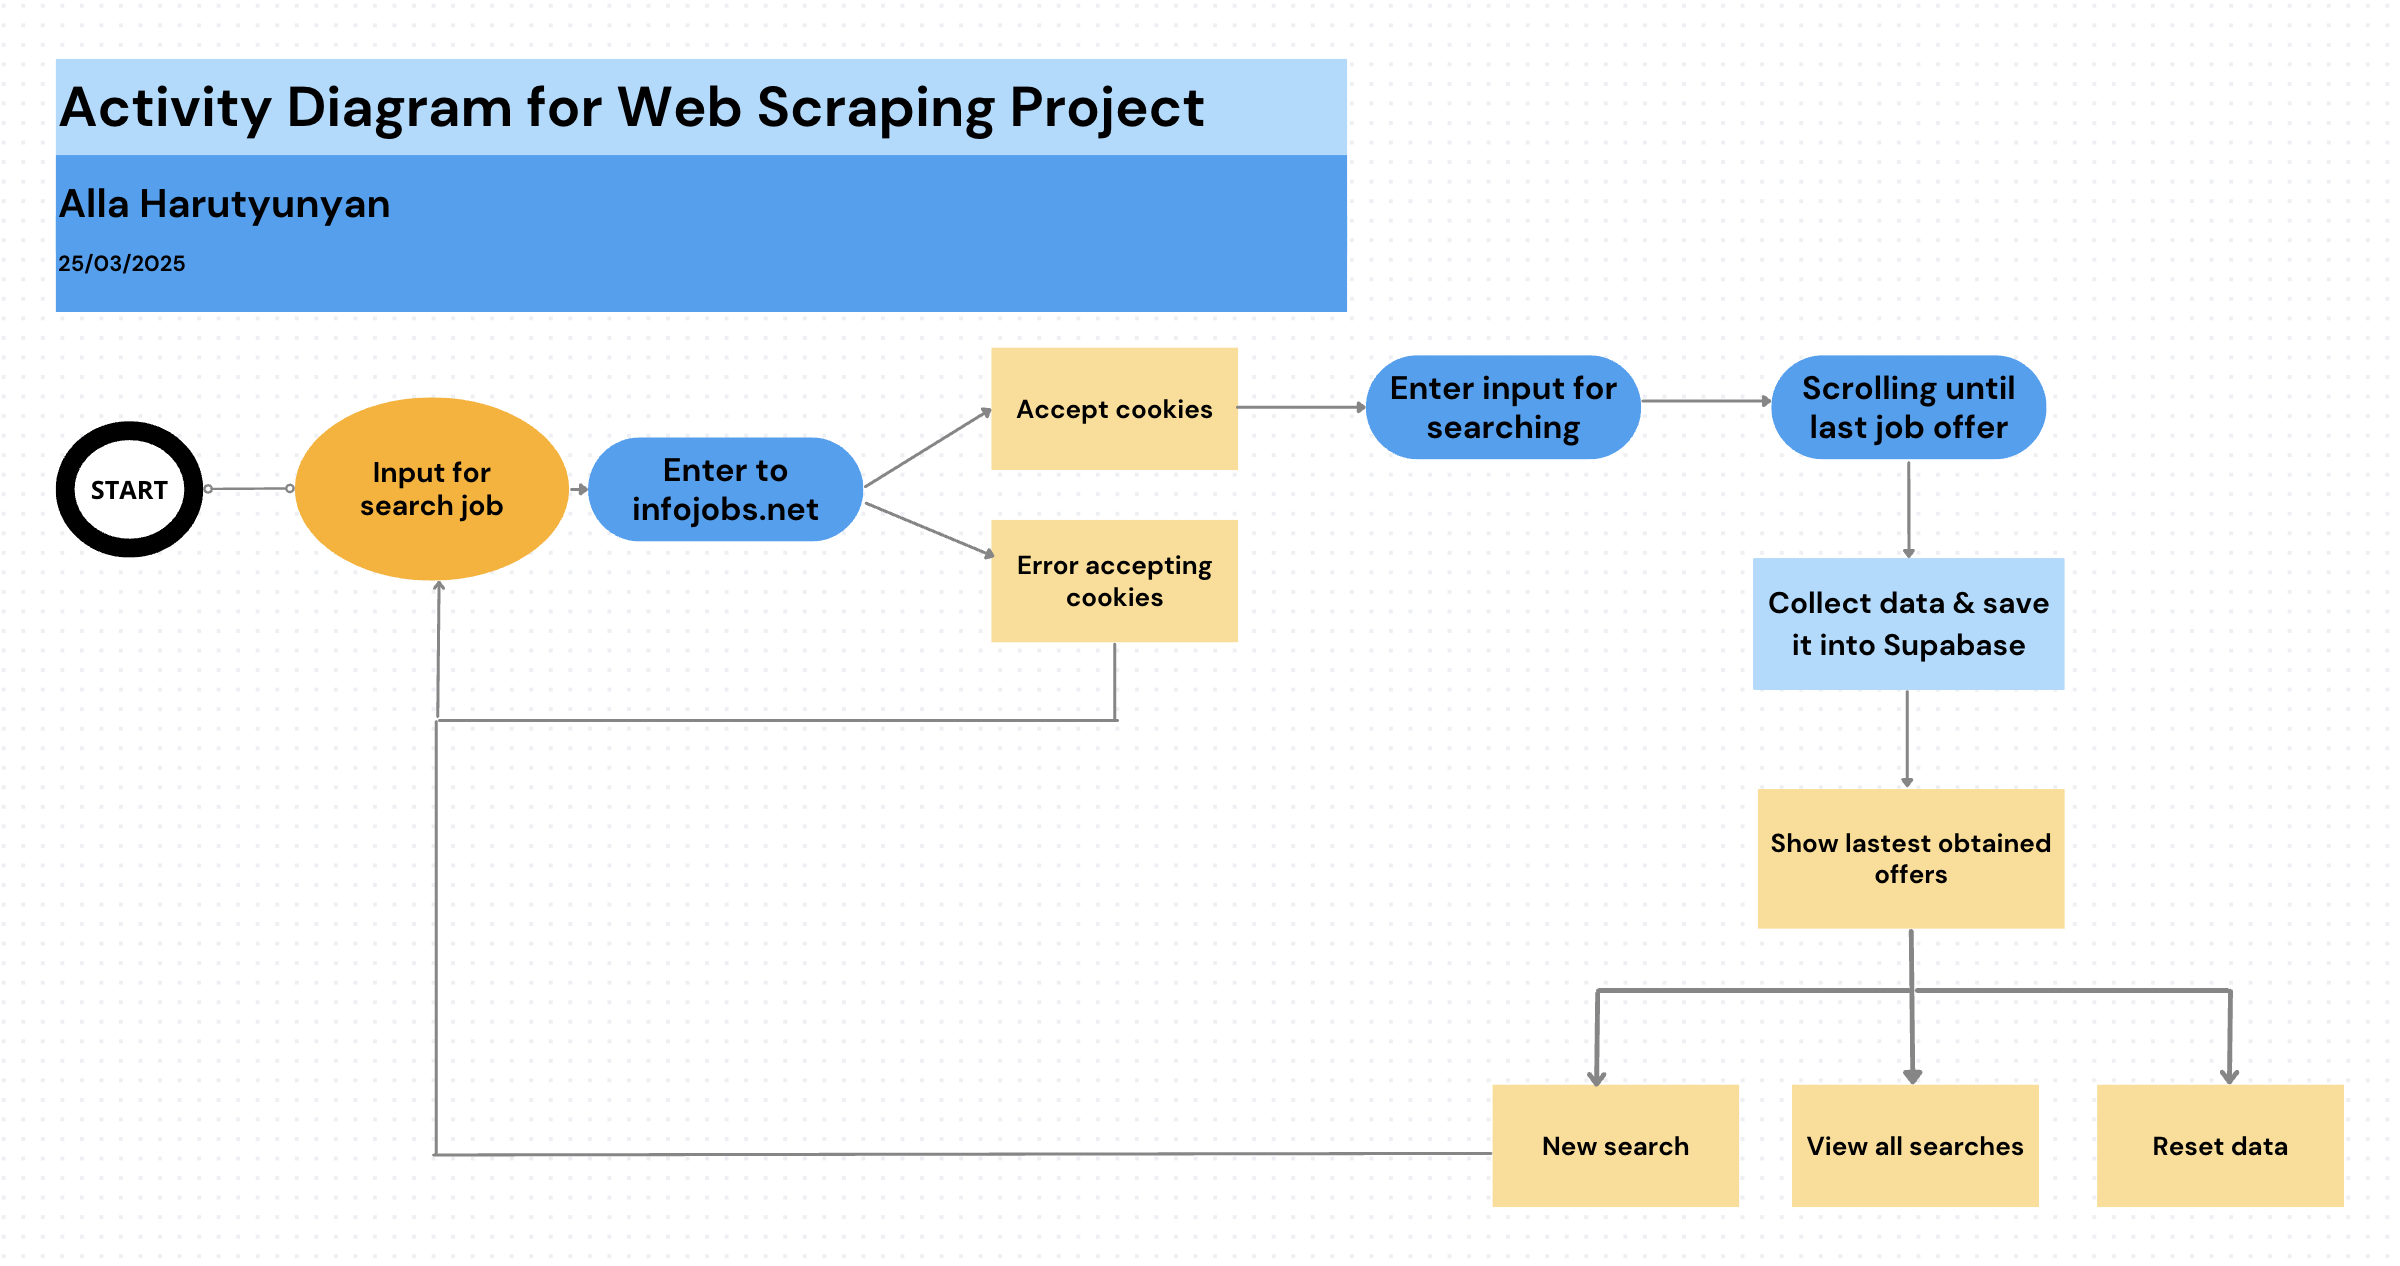 Activity Diagram for Web Scraping Project
Alla Harutyunyan
25/03/2025
START
Input for
search job
Enter to
infojobs.net
Accept cookies
Error accepting
cookies
Enter input for
searching
Scrolling until
last job offer
Collect data & save
it into Supabase
Show lastest obtained
offers
New search
View all searches
Reset data